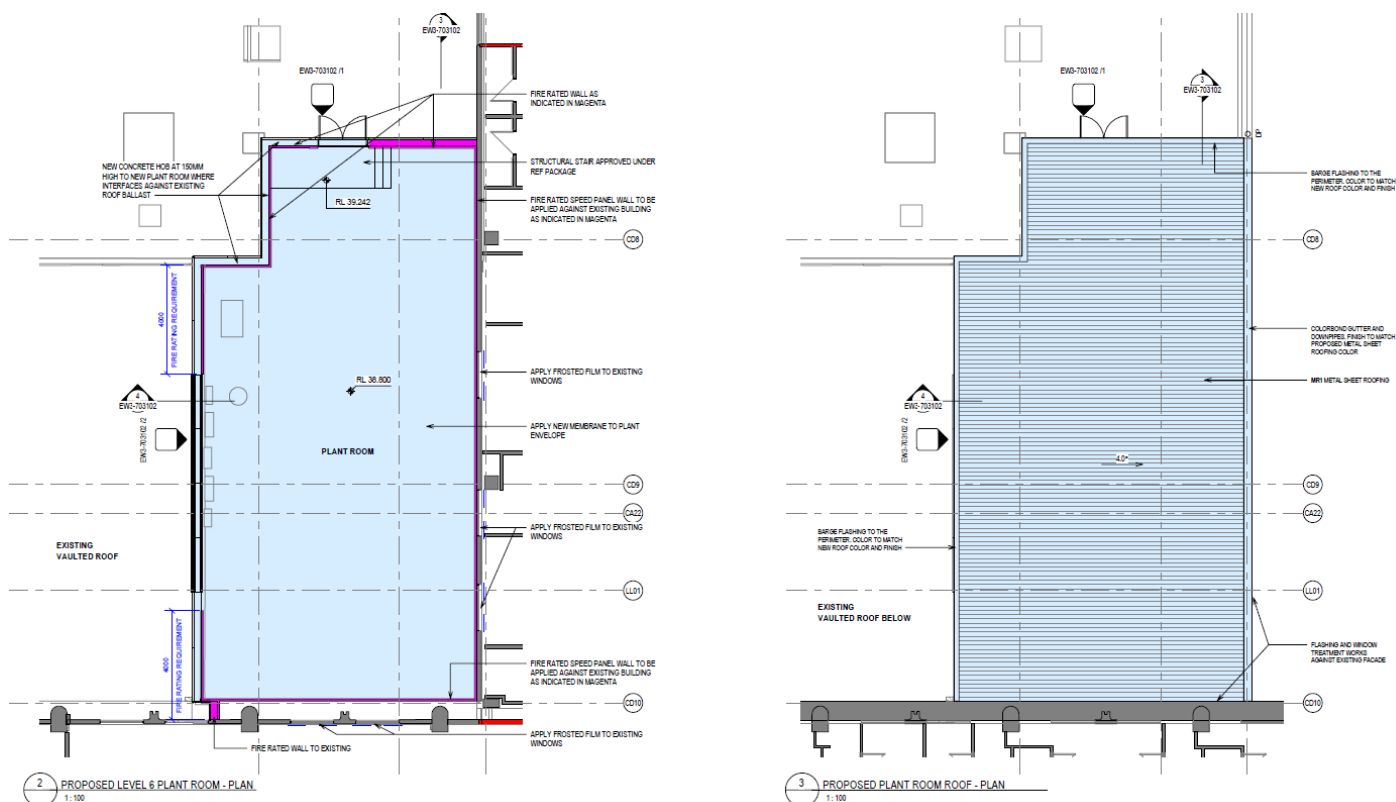 3
EW3-703102
EW3-703102 /1
FIRE RATED WALL AS
INDICATED IN MAGENTA
NEW CONCRETE HOB AT 150MM
HIGH TO NEW PLANT ROOM WHERE
INTERFACES AGAINST EXISTING
ROOF BALLAST
STRUCTURAL STAIR APPROVED UNDER
REF PACKAGE
RL 39.242
FIRE RATED SPEED PANEL WALL TO BE
APPLIED AGAINST EXISTING BUILDING
AS INDICATED IN MAGENTA
CD8
4000
FIRE RATING REQUIREMENT
APPLY FROSTED FILM TO EXISTING
WINDOWS
RL 38.800
4
EW3-703102
EW3-703102 /2
APPLY NEW MEMBRANE TO PLANT
ENVELOPE
PLANT ROOM
CD9
CA22
APPLY FROSTED FILM TO EXISTING
WINDOWS
EXISTING
VAULTED ROOF
LL01
4000
FIRE RATING REQUIREMENT
FIRE RATED SPEED PANEL WALL TO BE
APPLIED AGAINST EXISTING BUILDING
AS INDICATED IN MAGENTA
CD10
APPLY FROSTED FILM TO EXISTING
WINDOWS
FIRE RATED WALL TO EXISTING
2
PROPOSED LEVEL 6 PLANT ROOM - PLAN
1 : 100
EW3-703102 /1
3
EW3-703102
DP
BARGE FLASHING TO THE
PERIMETER. COLOR TO MATCH
NEW ROOF COLOR AND FINISH
CD8
COLORBOND GUTTER AND
DOWNPIPES. FINISH TO MATCH
PROPOSED METAL SHEET
ROOFING COLOR
MR1 METAL SHEET ROOFING
4
EW3-703102
EW3-703102 /2
4.0°
CD9
CA22
BARGE FLASHING TO THE
PERIMETER. COLOR TO MATCH
NEW ROOF COLOR AND FINISH
LL01
EXISTING
VAULTED ROOF BELOW
FLASHING AND WINDOW
TREATMENT WORKS
AGAINST EXISTING FACADE
CD10
3
PROPOSED PLANT ROOM ROOF - PLAN
1 : 100